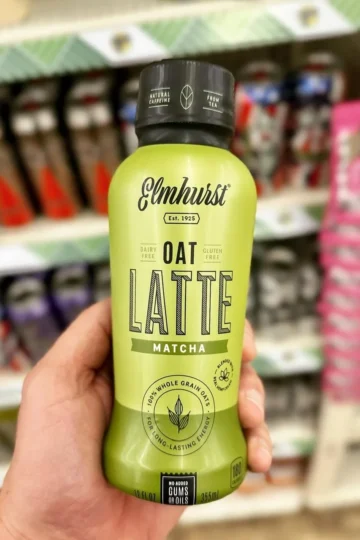 NATURAL
CAFFEINE
FROM
TEA
Elmhurst
Est. 1925
DAIRY
FREE
OAT
GLUTEN
FREE
LATTE
MATCHA
100% WHOLE GRAIN OATS
FOR LONG-LASTING ENERGY
NO ADDED
GUMS
OR OILS